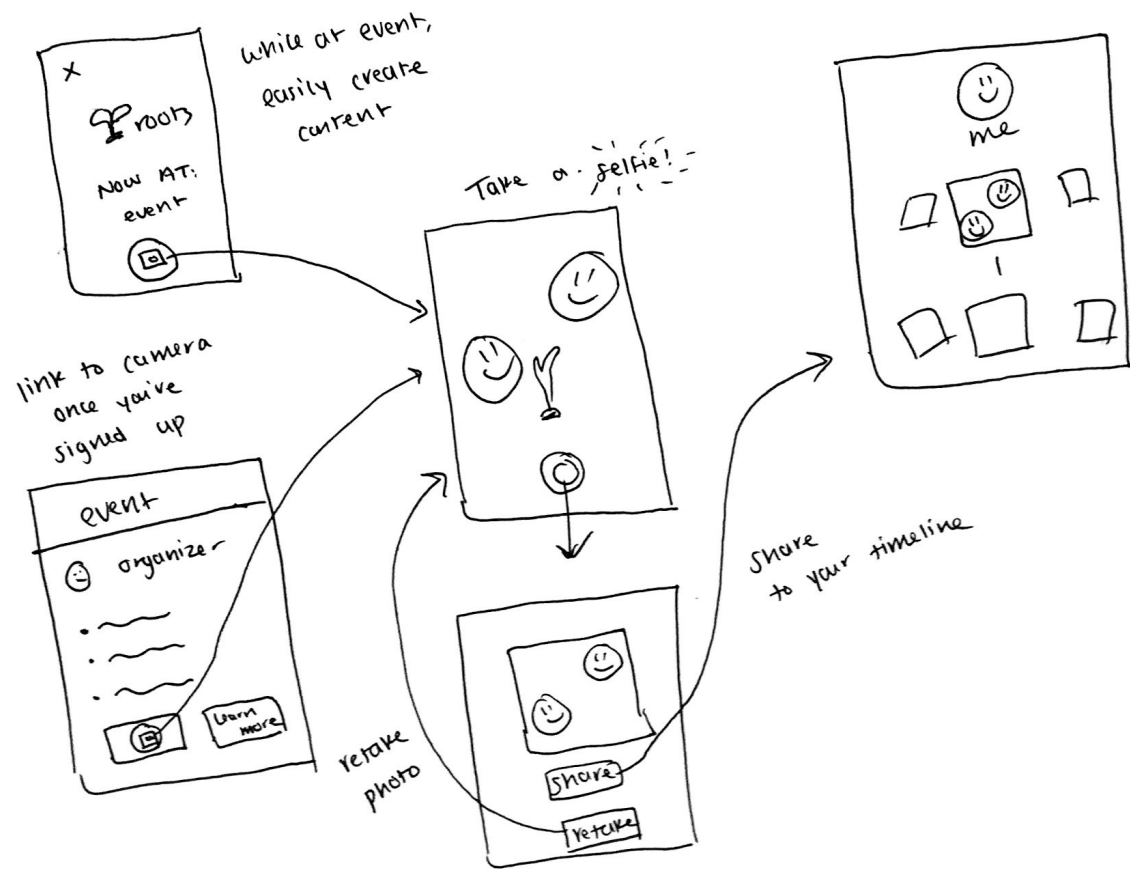 X
roots
NOW AT:
event
while at event,
easily create
content
Take a selfie!
me
link to camera
once you've
signed up
event
organizer
learn
more
share
retake
retake
photo
share
to your timeline